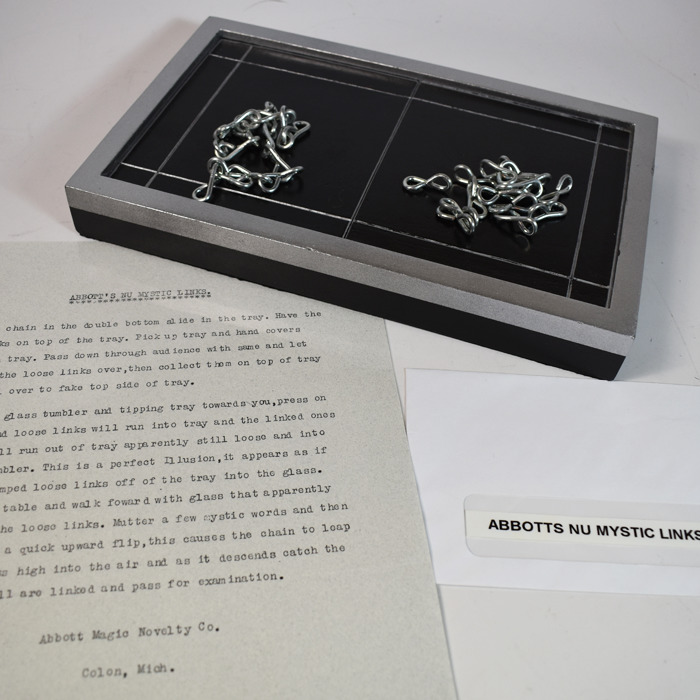 ABBOTT'S NU MYSTIC LINKS.
chain in the double bottom slide in the tray. Have the
ks on top of the tray. Pick up tray and hand covers
tray. Pass down through audience with same and let
the loose links over,then collect them on top of tray
over to fake top side of tray.
glass tumbler and tipping tray towards you,press on
d loose links will run into tray and the linked ones
ll run out of tray apparently still loose and into
mbler. This is a perfect Illusion,it appears as if
mped loose links off of the tray into the glass.
table and walk foward with glass that apparently
he loose links. Mutter a few mystic words and then
a quick upward flip,this causes the chain to leap
s high into the air and as it descends catch the
ll are linked and pass for examination.
Abbott Magic Novelty Co.
Colon, Mich.
ABBOTTS NU MYSTIC LINKS